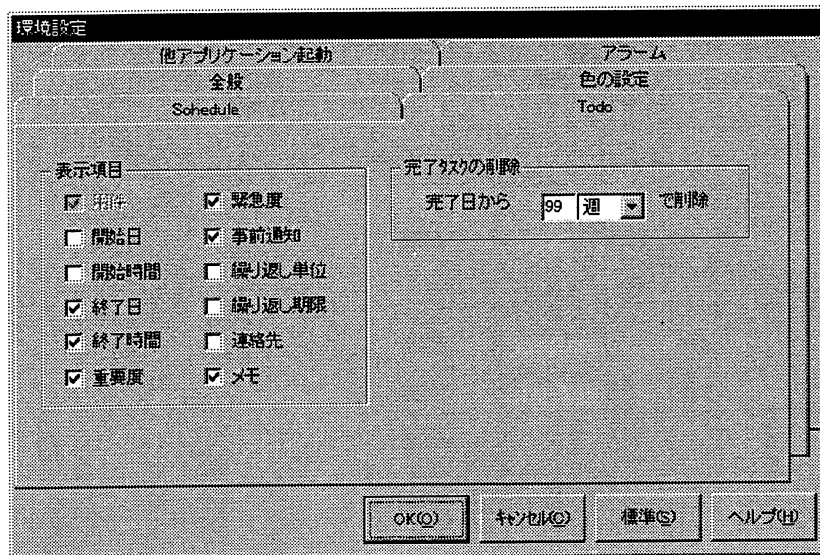 環境設定
他アプリケーション起動
アラーム
全般
色の設定
Schedule
Todo
表示項目
用件
緊急度
開始日
事前通知
開始時間
繰り返し単位
終了日
繰り返し期限
終了時間
連絡先
重要度
メモ
完了タスクの削除
完了日から 99 週 で削除
OK(O)
キャンセル(C)
標準(S)
ヘルプ(H)